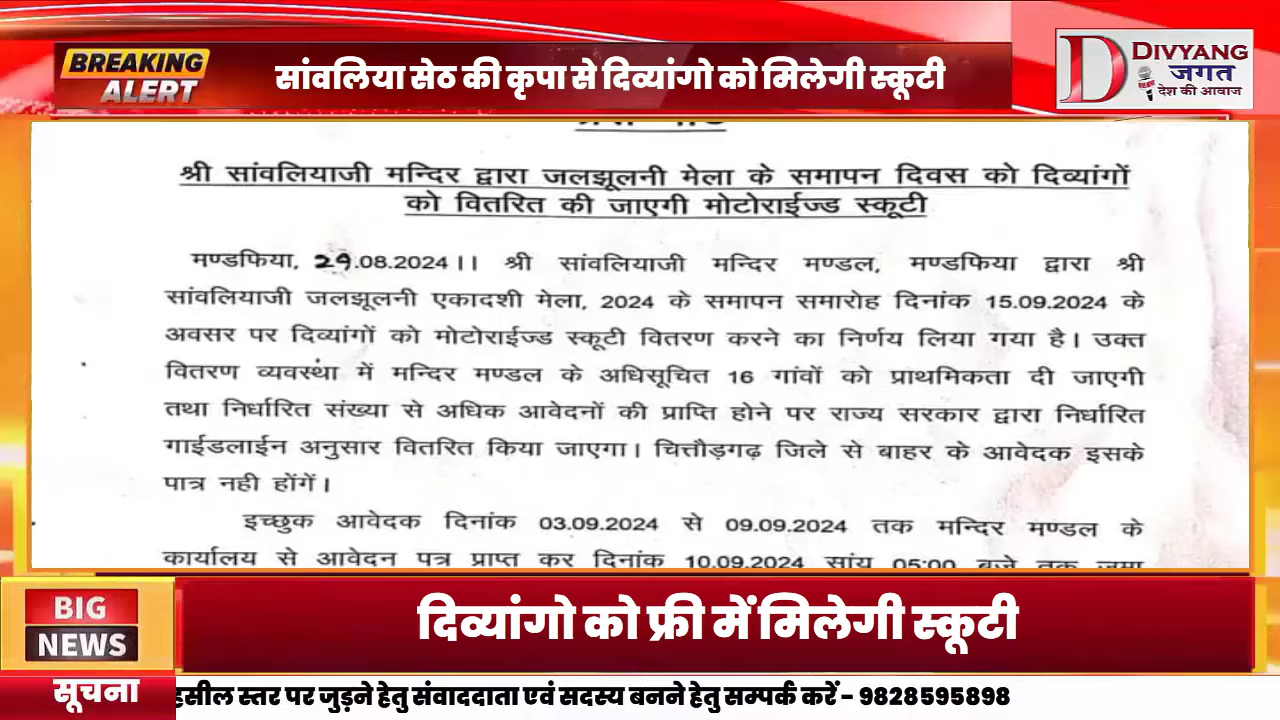 BREAKING
ALERT
सांवलिया सेठ की कृपा से दिव्यांगो को मिलेगी स्कूटी
DIVYANG
जगत
देश की आवाज
श्री सांवलियाजी मन्दिर द्वारा जलझूलनी मेला के समापन दिवस को दिव्यांगों
को वितरित की जाएगी मोटोराईज्ड स्कूटी
मण्डफिया, 29.08.2024।। श्री सांवलियाजी मन्दिर मण्डल, मण्डफिया द्वारा श्री
सांवलियाजी जलझूलनी एकादशी मेला, 2024 के समापन समारोह दिनांक 15.09.2024 के
अवसर पर दिव्यांगों को मोटोराईज्ड स्कूटी वितरण करने का निर्णय लिया गया है। उक्त
वितरण व्यवस्था में मन्दिर मण्डल के अधिसूचित 16 गांवों को प्राथमिकता दी जाएगी
तथा निर्धारित संख्या से अधिक आवेदनों की प्राप्ति होने पर राज्य सरकार द्वारा निर्धारित
गाईडलाईन अनुसार वितरित किया जाएगा। चित्तौड़गढ़ जिले से बाहर के आवेदक इसके
पात्र नही होंगें।
इच्छुक आवेदक दिनांक 03.09.2024 से 09.09.2024 तक मन्दिर मण्डल के
कार्यालय से आवेदन पत्र प्राप्त कर दिनांक 10.09.2024 सांय 05:00 बजे तक जमा
BIG
NEWS
दिव्यांगो को फ्री में मिलेगी स्कूटी
सूचना
हसील स्तर पर जुड़ने हेतु संवाददाता एवं सदस्य बनने हेतु सम्पर्क करें - 9828595898